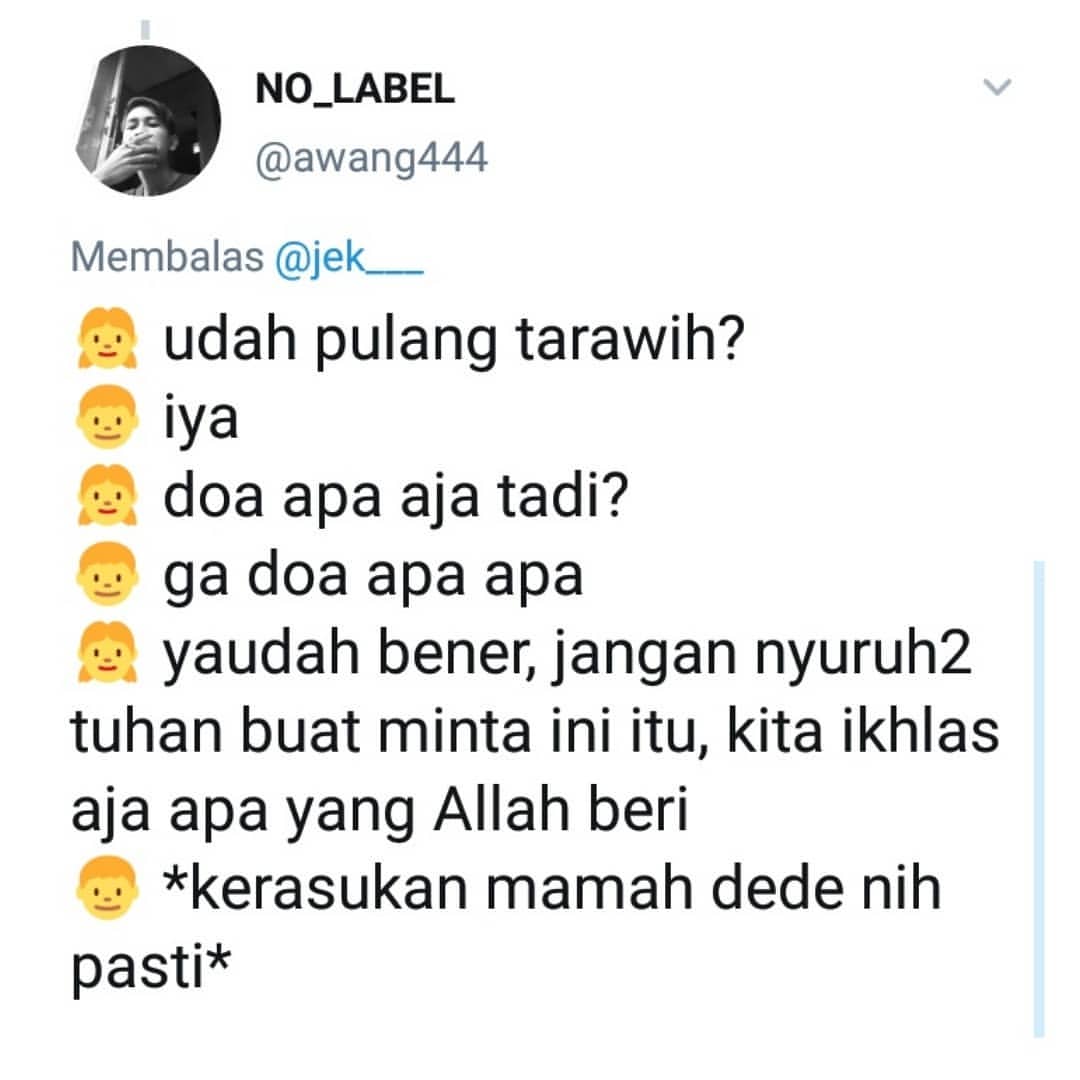 NO_LABEL
@awang444
Membalas @jek___
👧 udah pulang tarawih?
👦 iya
👧 doa apa aja tadi?
👦 ga doa apa apa
👧 yaudah bener, jangan nyuruh2
tuhan buat minta ini itu, kita ikhlas
aja apa yang Allah beri
👦 *kerasukan mamah dede nih
pasti*